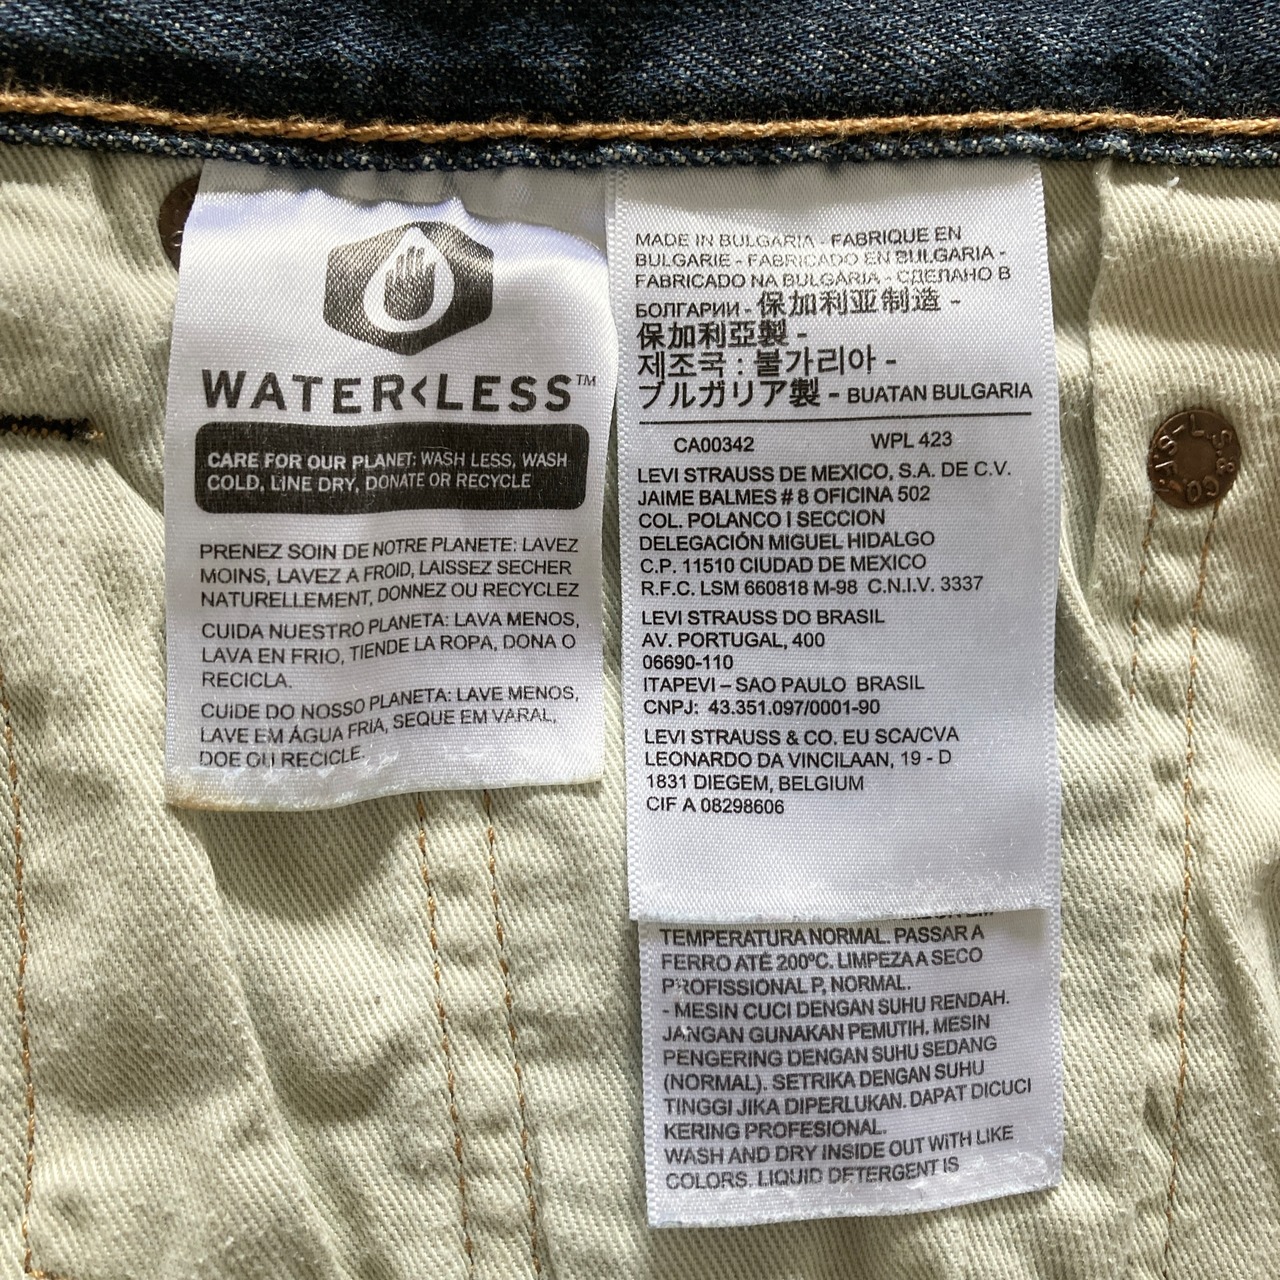 WATER<LESS™
CARE FOR OUR PLANET: WASH LESS, WASH
COLD, LINE DRY, DONATE OR RECYCLE
PRENEZ SOIN DE NOTRE PLANETE: LAVEZ
MOINS, LAVEZ A FROID, LAISSEZ SECHER
NATURELLEMENT, DONNEZ OU RECYCLEZ
CUIDA NUESTRO PLANETA: LAVA MENOS,
LAVA EN FRIO, TIENDE LA ROPA, DONA O
RECICLA.
CUIDE DO NOSSO PLANETA: LAVE MENOS,
LAVE EM ÁGUA FRIA, SEQUE EM VARAL,
DOE OU RECICLE.
MADE IN BULGARIA - FABRIQUE EN
BULGARIE - FABRICADO EN BULGARIA -
FABRICADO NA BULGÁRIA - СДЕЛАНО В
БОЛГАРИИ - 保加利亚制造 -
保加利亞製 -
제조국 : 불가리아 -
ブルガリア製 - BUATAN BULGARIA
CA00342 WPL 423
LEVI STRAUSS DE MEXICO, S.A. DE C.V.
JAIME BALMES # 8 OFICINA 502
COL. POLANCO I SECCION
DELEGACIÓN MIGUEL HIDALGO
C.P. 11510 CIUDAD DE MEXICO
R.F.C. LSM 660818 M-98 C.N.I.V. 3337
LEVI STRAUSS DO BRASIL
AV. PORTUGAL, 400
06690-110
ITAPEVI – SAO PAULO BRASIL
CNPJ: 43.351.097/0001-90
LEVI STRAUSS & CO. EU SCA/CVA
LEONARDO DA VINCILAAN, 19 - D
1831 DIEGEM, BELGIUM
CIF A 08298606
TEMPERATURA NORMAL. PASSAR A
FERRO ATÉ 200ºC. LIMPEZA A SECO
PROFISSIONAL P, NORMAL.
- MESIN CUCI DENGAN SUHU RENDAH.
JANGAN GUNAKAN PEMUTIH. MESIN
PENGERING DENGAN SUHU SEDANG
(NORMAL). SETRIKA DENGAN SUHU
TINGGI JIKA DIPERLUKAN. DAPAT DICUCI
KERING PROFESIONAL.
WASH AND DRY INSIDE OUT WITH LIKE
COLORS. LIQUID DETERGENT IS